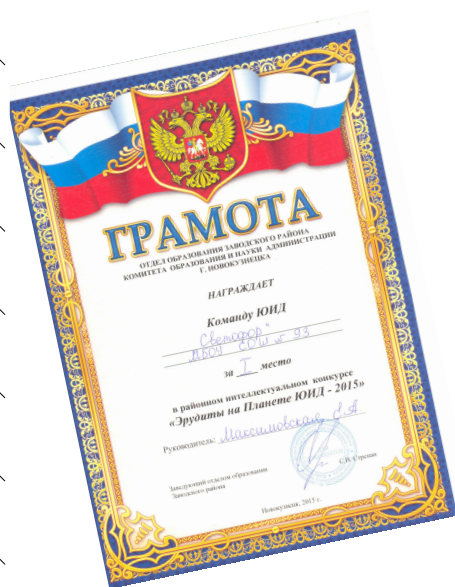 ГРАМОТА
ОТДЕЛ ОБРАЗОВАНИЯ ЗАВОДСКОГО РАЙОНА
КОМИТЕТА ОБРАЗОВАНИЯ И НАУКИ АДМИНИСТРАЦИИ
Г. НОВОКУЗНЕЦКА
НАГРАЖДАЕТ
Команду ЮИД
Светофор"
МБОУ СОШ № 93
за I место
в районном интеллектуальном конкурсе
«Эрудиты на Планете ЮИД - 2015»
Руководитель: Максимовская
Заведующий отделом образования
Заводского района
Новокузнецк, 2015 г.